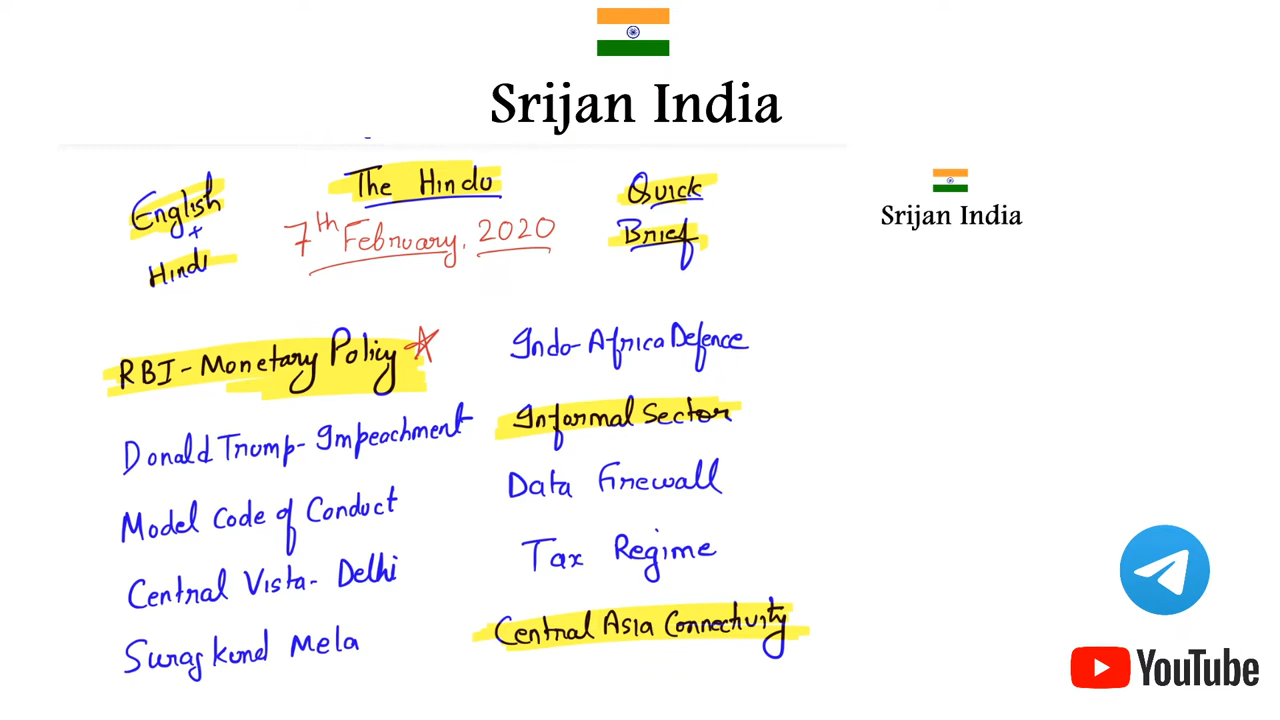 Srijan India
English
+
Hindi
The Hindu
7th February, 2020
Quick
Brief
Srijan India
RBI - Monetary Policy
Donald Trump - Impeachment
Model Code of Conduct
Central Vista - Delhi
Surajkund Mela
Indo-Africa Defence
Informal Sector
Data Firewall
Tax Regime
Central Asia Connectivity
YouTube